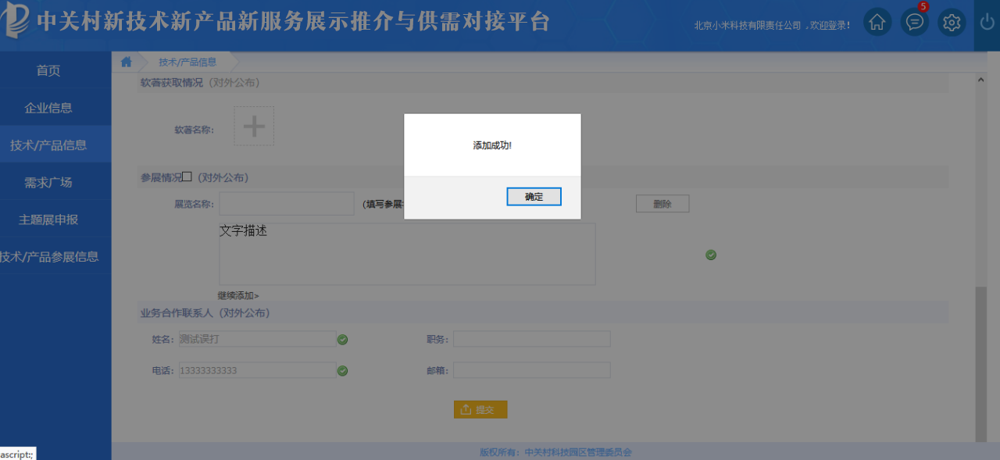 中关村新技术新产品新服务展示推介与供需对接平台
北京小米科技有限责任公司 , 欢迎登录!
5
首页
企业信息
技术/产品信息
需求广场
主题展申报
技术/产品参展信息
技术/产品信息
软著获取情况 (对外公布)
软著名称:
添加成功!
确定
参展情况 (对外公布)
展览名称:
(填写参展
删除
文字描述
继续添加>
业务合作联系人 (对外公布)
姓名: 测试误打
职务:
电话: 13333333333
邮箱:
提交
版权所有: 中关村科技园区管理委员会
ascript:;